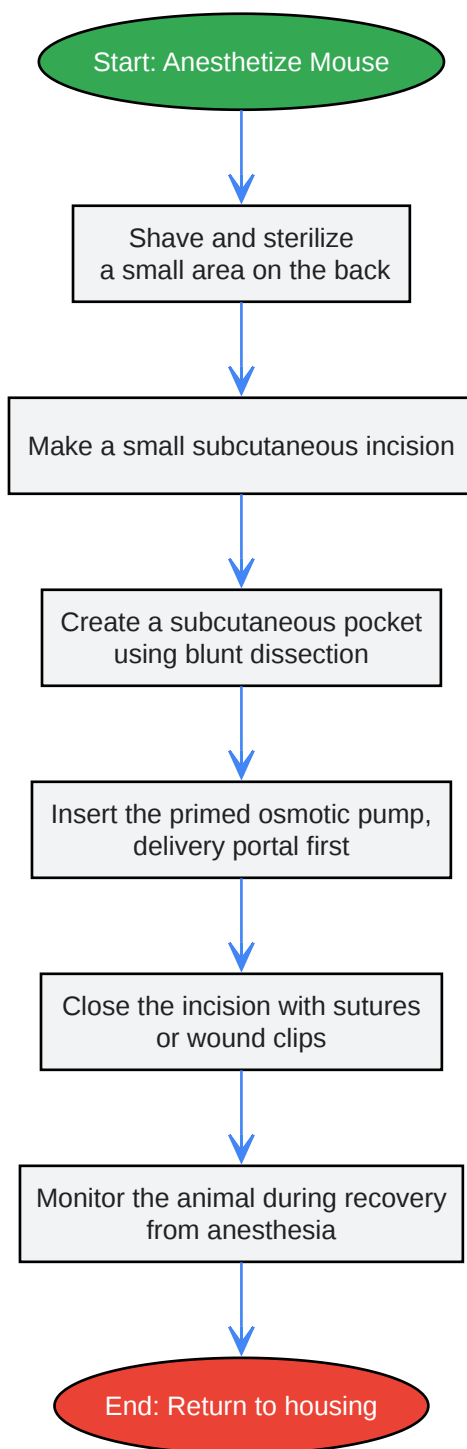 Start: Anesthetize Mouse
Shave and sterilize
a small area on the back
Make a small subcutaneous incision
Create a subcutaneous pocket
using blunt dissection
Insert the primed osmotic pump,
delivery portal first
Close the incision with sutures
or wound clips
Monitor the animal during recovery
from anesthesia
End: Return to housing